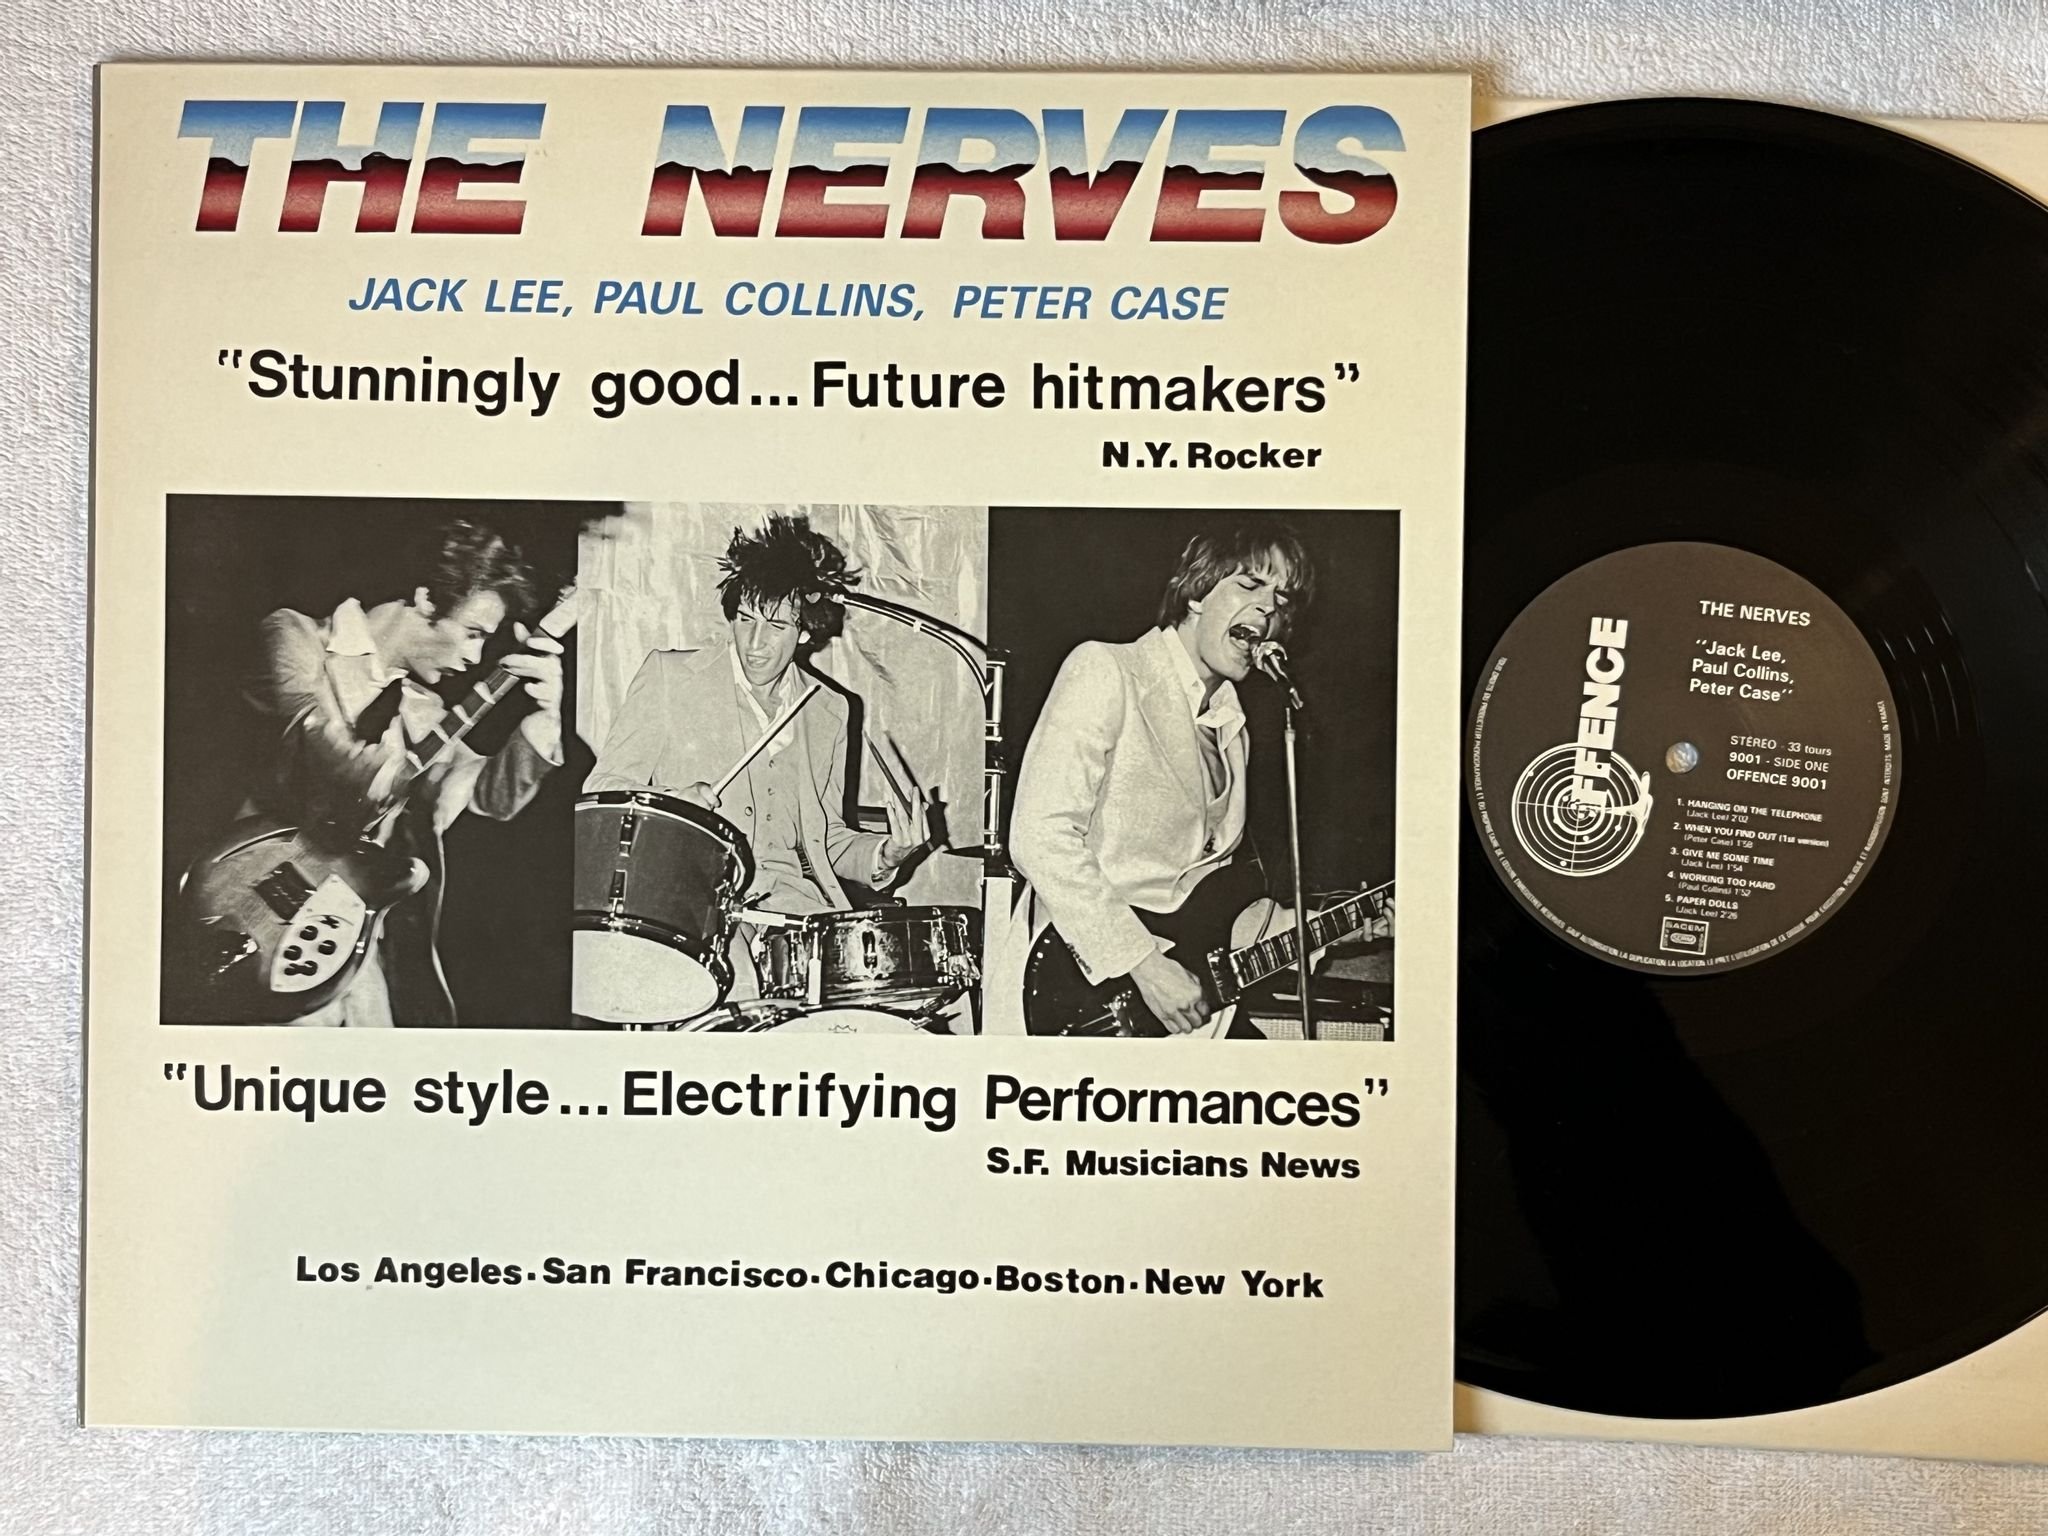 THE NERVES
JACK LEE, PAUL COLLINS, PETER CASE
"Stunningly good...Future hitmakers"
N.Y. Rocker
"Unique style...Electrifying Performances"
S.F. Musicians News
Los Angeles·San Francisco·Chicago·Boston·New York
OFFENCE
THE NERVES
"Jack Lee,
Paul Collins,
Peter Case"
STÉREO - 33 tours
9001 - SIDE ONE
OFFENCE 9001
1. HANGING ON THE TELEPHONE
(Jack Lee) 2'02
2. WHEN YOU FIND OUT (1st version)
(Peter Case) 1'58
3. GIVE ME SOME TIME
(Jack Lee) 1'54
4. WORKING TOO HARD
(Paul Collins) 1'52
5. PAPER DOLLS
(Jack Lee) 2'26
SACEM
MADE IN FRANCE